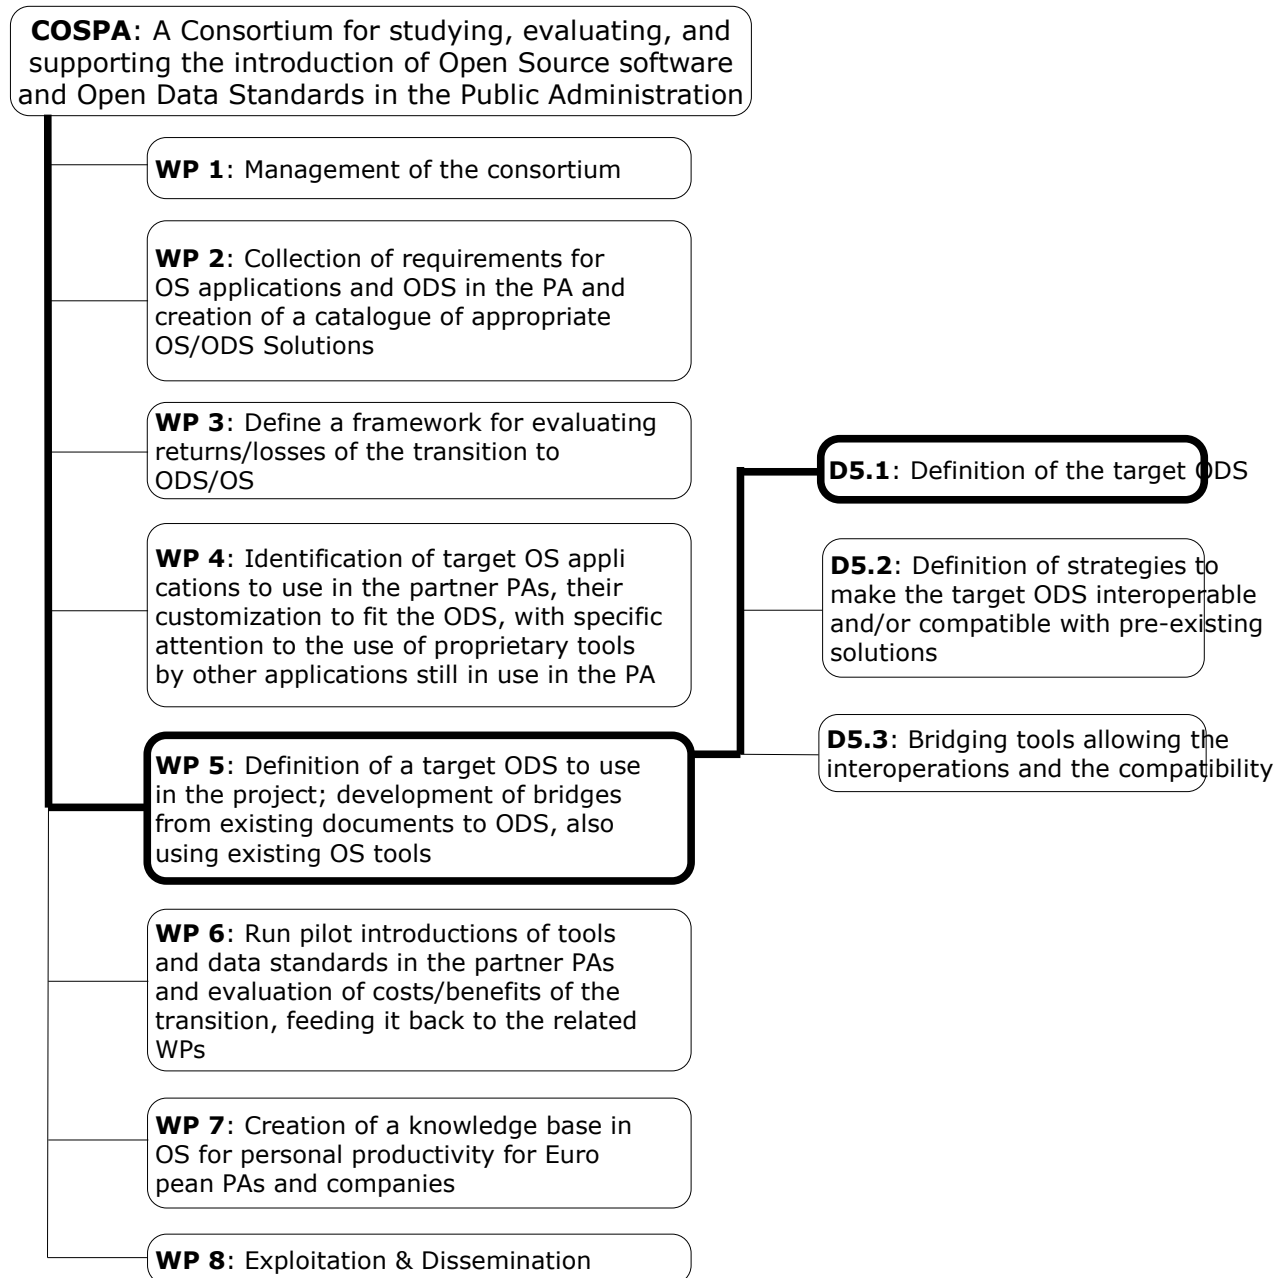 COSPA: A Consortium for studying, evaluating, and
supporting the introduction of Open Source software
and Open Data Standards in the Public Administration
WP 1: Management of the consortium
WP 2: Collection of requirements for
OS applications and ODS in the PA and
creation of a catalogue of appropriate
OS/ODS Solutions
WP 3: Define a framework for evaluating
returns/losses of the transition to
ODS/OS
WP 4: Identification of target OS appli
cations to use in the partner PAs, their
customization to fit the ODS, with specific
attention to the use of proprietary tools
by other applications still in use in the PA
WP 5: Definition of a target ODS to use
in the project; development of bridges
from existing documents to ODS, also
using existing OS tools
WP 6: Run pilot introductions of tools
and data standards in the partner PAs
and evaluation of costs/benefits of the
transition, feeding it back to the related
WPs
WP 7: Creation of a knowledge base in
OS for personal productivity for Euro
pean PAs and companies
WP 8: Exploitation & Dissemination
D5.1: Definition of the target ODS
D5.2: Definition of strategies to
make the target ODS interoperable
and/or compatible with pre-existing
solutions
D5.3: Bridging tools allowing the
interoperations and the compatibility